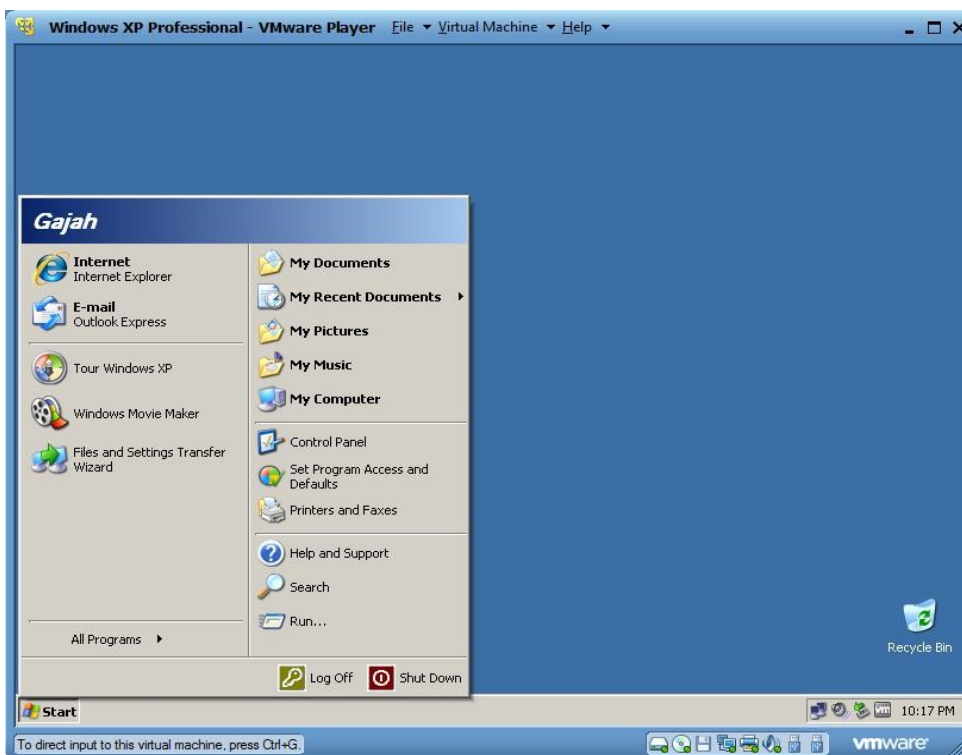 Windows XP Professional - VMware Player File Virtual Machine Help
Gajah
Internet
Internet Explorer
E-mail
Outlook Express
Tour Windows XP
Windows Movie Maker
Files and Settings Transfer
Wizard
All Programs
My Documents
My Recent Documents
My Pictures
My Music
My Computer
Control Panel
Set Program Access and
Defaults
Printers and Faxes
Help and Support
Search
Run...
Log Off Shut Down
Recycle Bin
Start
vm 10:17 PM
To direct input to this virtual machine, press Ctrl+G.
vmware